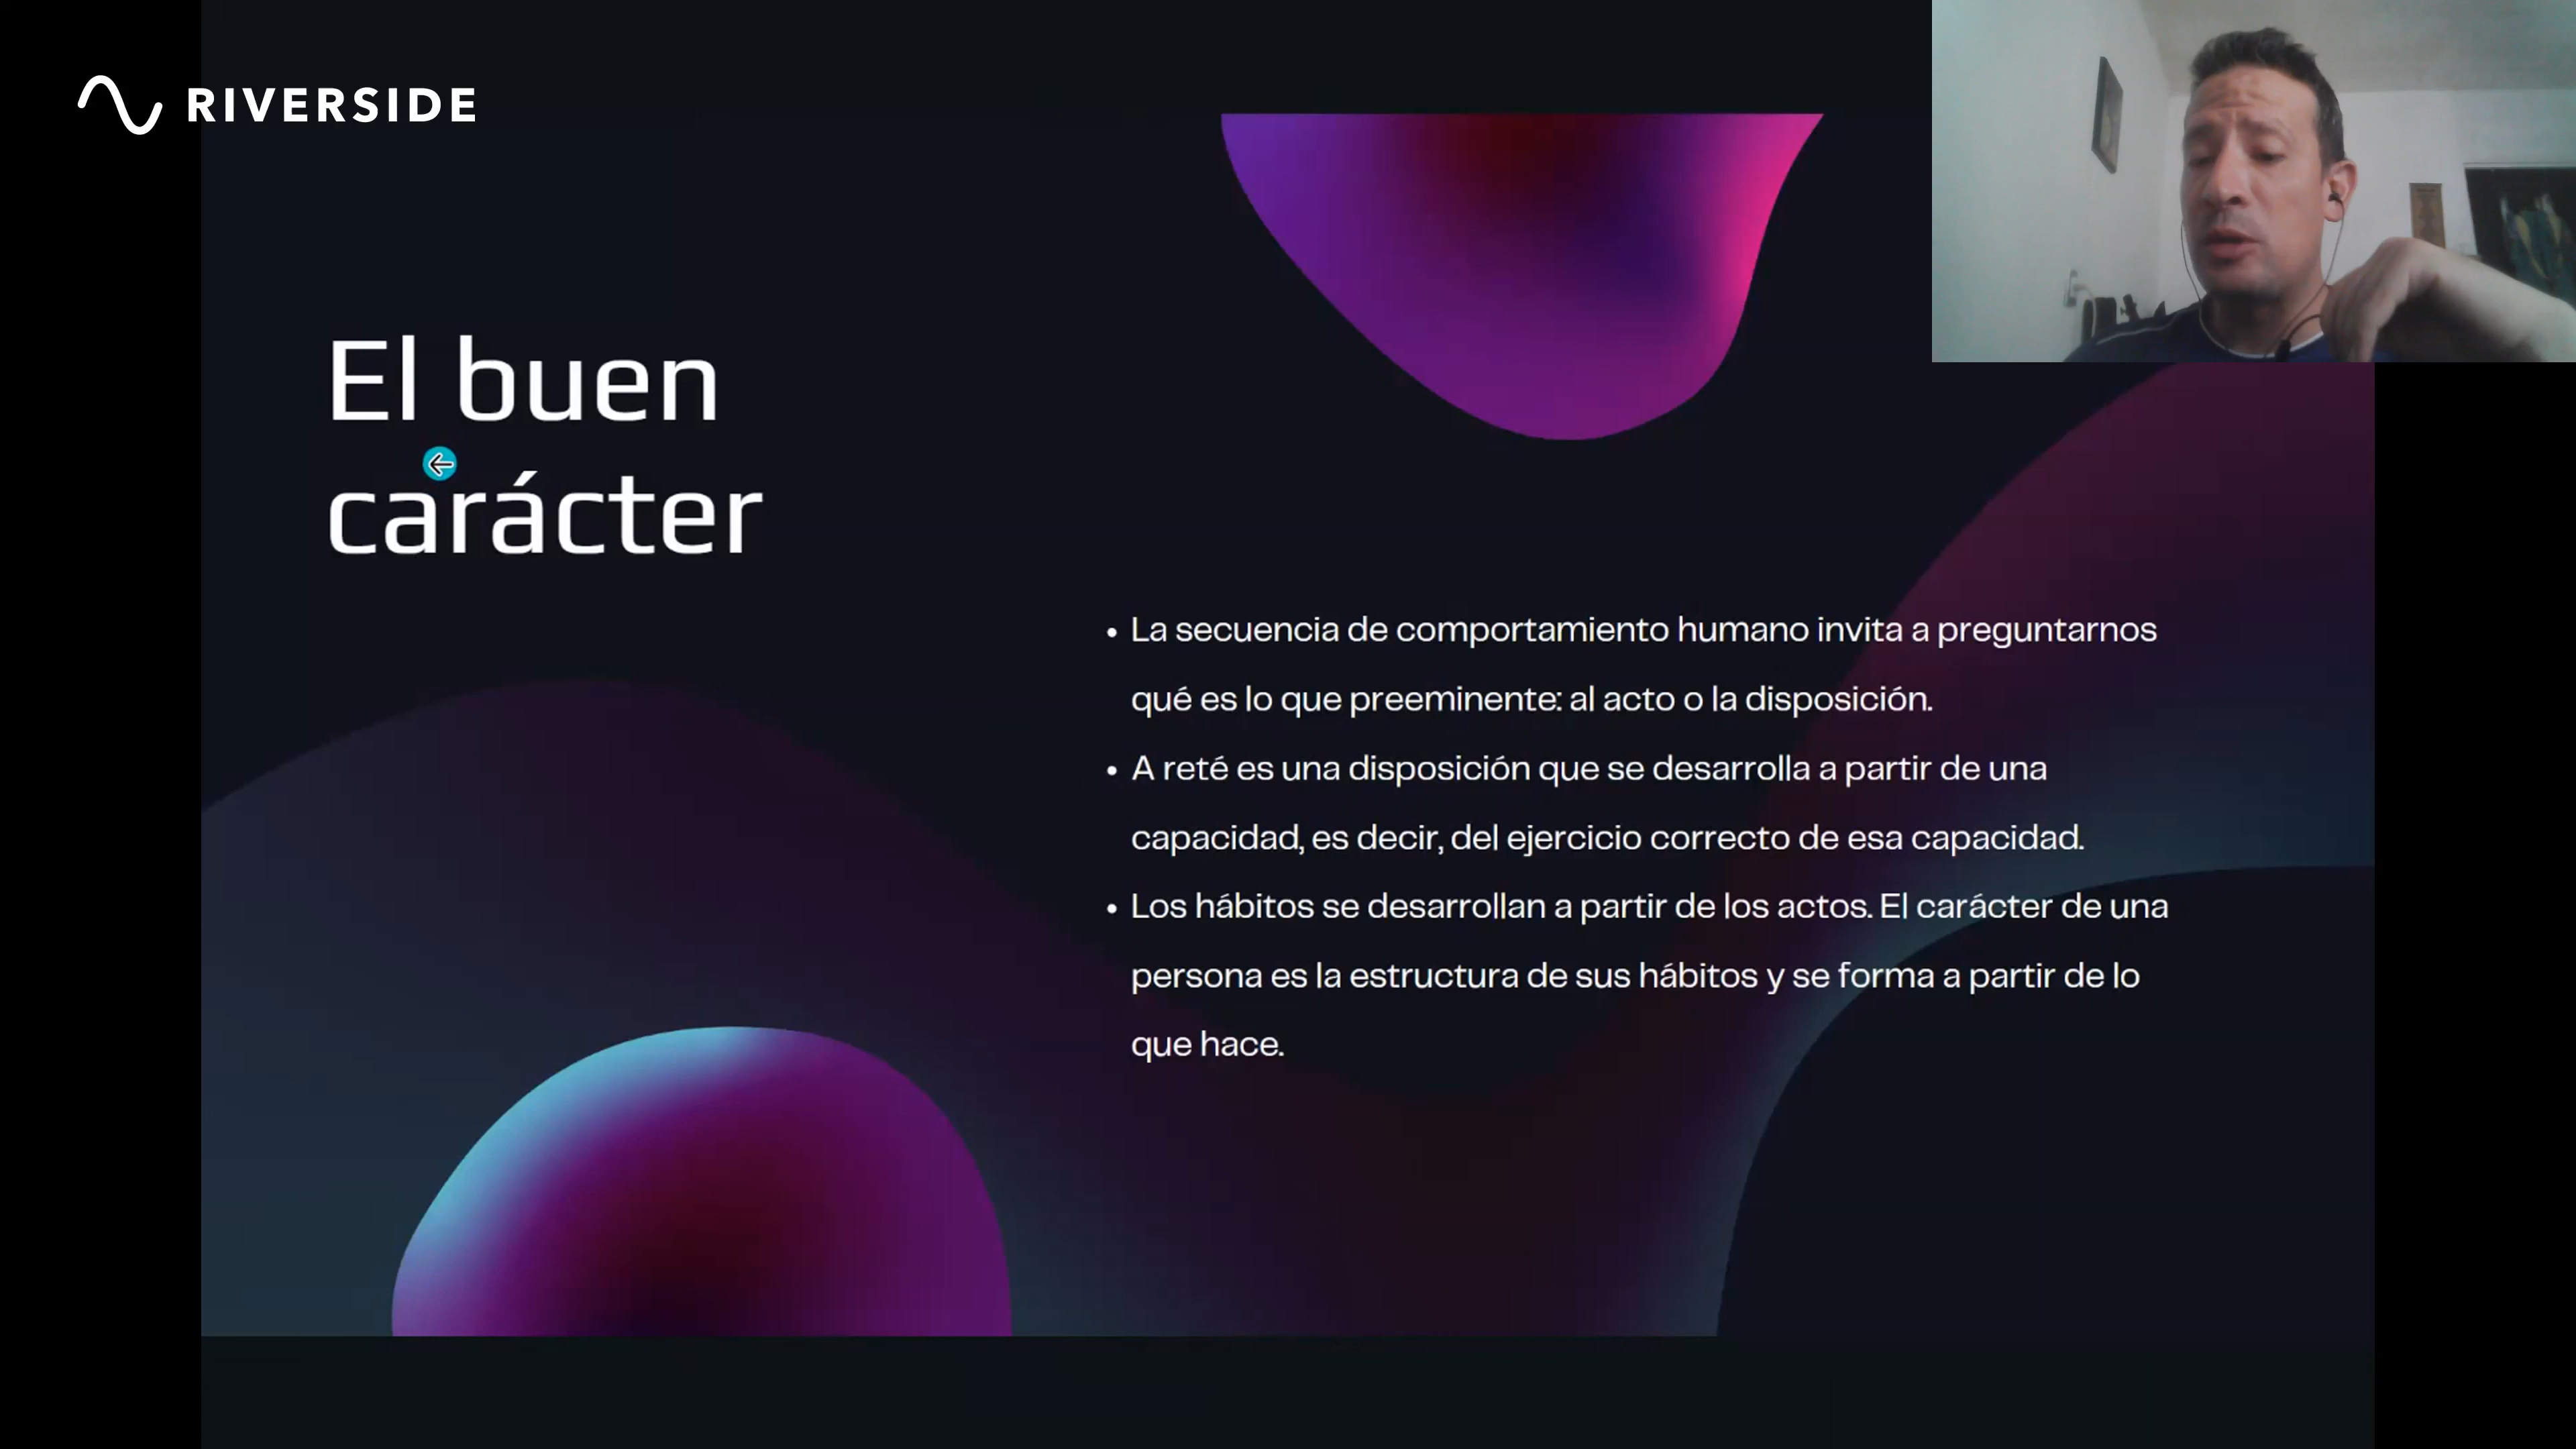 RIVERSIDE
El buen
carácter
• La secuencia de comportamiento humano invita a preguntarnos
qué es lo que preeminente: al acto o la disposición.
• A reté es una disposición que se desarrolla a partir de una
capacidad, es decir, del ejercicio correcto de esa capacidad.
• Los hábitos se desarrollan a partir de los actos. El carácter de una
persona es la estructura de sus hábitos y se forma a partir de lo
que hace.